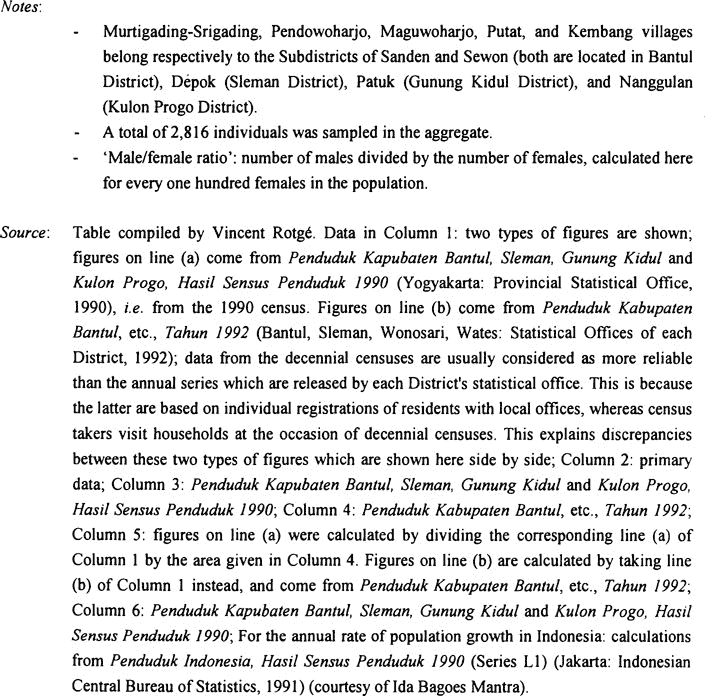 Notes:
- Murtigading-Srigading, Pendowoharjo, Maguwoharjo, Putat, and Kembang villages
belong respectively to the Subdistricts of Sanden and Sewon (both are located in Bantul
District), Depok (Sleman District), Patuk (Gunung Kidul District), and Nanggulan
(Kulon Progo District).
- A total of 2,816 individuals was sampled in the aggregate.
- ‘Male/female ratio’: number of males divided by the number of females, calculated here
for every one hundred females in the population.
Source: Table compiled by Vincent Rotgé. Data in Column 1: two types of figures are shown;
figures on line (a) come from Penduduk Kapubaten Bantul, Sleman, Gunung Kidul and
Kulon Progo, Hasil Sensus Penduduk 1990 (Yogyakarta: Provincial Statistical Office,
1990), i.e. from the 1990 census. Figures on line (b) come from Penduduk Kabupaten
Bantul, etc., Tahun 1992 (Bantul, Sleman, Wonosari, Wates: Statistical Offices of each
District, 1992); data from the decennial censuses are usually considered as more reliable
than the annual series which are released by each District's statistical office. This is because
the latter are based on individual registrations of residents with local offices, whereas census
takers visit households at the occasion of decennial censuses. This explains discrepancies
between these two types of figures which are shown here side by side; Column 2: primary
data; Column 3: Penduduk Kapubaten Bantul, Sleman, Gunung Kidul and Kulon Progo,
Hasil Sensus Penduduk 1990; Column 4: Penduduk Kabupaten Bantul, etc., Tahun 1992;
Column 5: figures on line (a) were calculated by dividing the corresponding line (a) of
Column 1 by the area given in Column 4. Figures on line (b) are calculated by taking line
(b) of Column 1 instead, and come from Penduduk Kabupaten Bantul, etc., Tahun 1992;
Column 6: Penduduk Kapubaten Bantul, Sleman, Gunung Kidul and Kulon Progo, Hasil
Sensus Penduduk 1990; For the annual rate of population growth in Indonesia: calculations
from Penduduk Indonesia, Hasil Sensus Penduduk 1990 (Series L1) (Jakarta: Indonesian
Central Bureau of Statistics, 1991) (courtesy of Ida Bagoes Mantra).